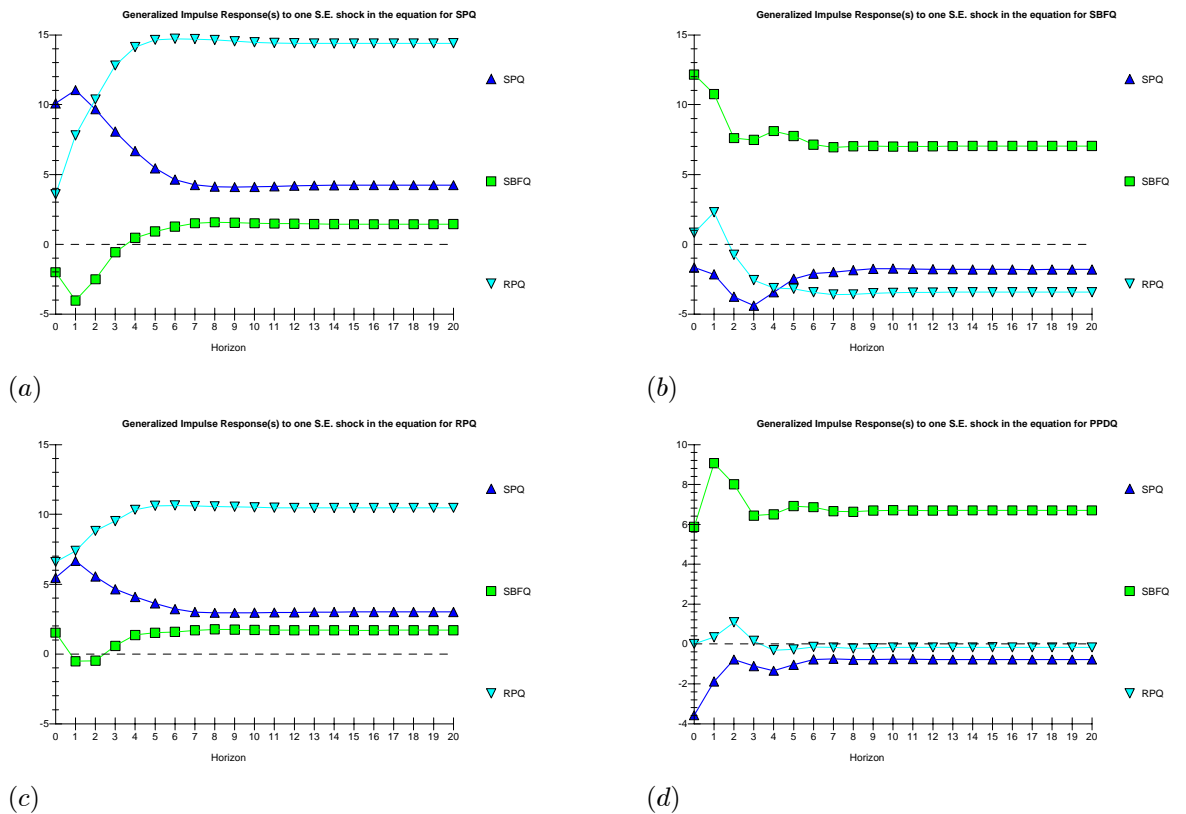 Generalized Impulse Response(s) to one S.E. shock in the equation for SPQ
15
10
5
0
-5
0 1 2 3 4 5 6 7 8 9 10 11 12 13 14 15 16 17 18 19 20
Horizon
SPQ
SBFQ
RPQ
(a)
Generalized Impulse Response(s) to one S.E. shock in the equation for SBFQ
15
10
5
0
-5
0 1 2 3 4 5 6 7 8 9 10 11 12 13 14 15 16 17 18 19 20
Horizon
SPQ
SBFQ
RPQ
(b)
Generalized Impulse Response(s) to one S.E. shock in the equation for RPQ
15
10
5
0
-5
0 1 2 3 4 5 6 7 8 9 10 11 12 13 14 15 16 17 18 19 20
Horizon
SPQ
SBFQ
RPQ
(c)
Generalized Impulse Response(s) to one S.E. shock in the equation for PPDQ
10
8
6
4
2
0
-2
-4
0 1 2 3 4 5 6 7 8 9 10 11 12 13 14 15 16 17 18 19 20
Horizon
SPQ
SBFQ
RPQ
(d)